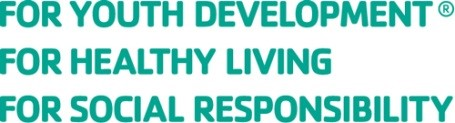 FOR YOUTH DEVELOPMENT®
FOR HEALTHY LIVING
FOR SOCIAL RESPONSIBILITY